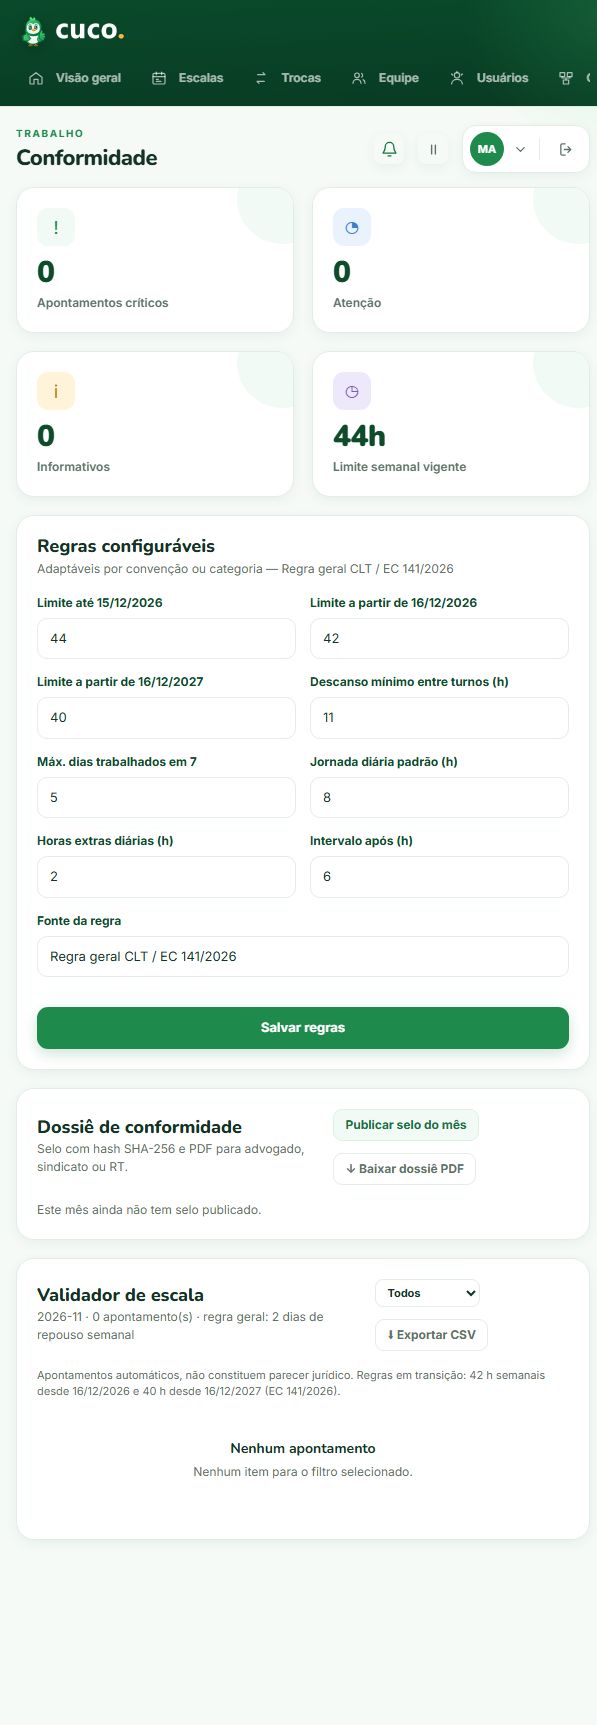 cuco.
Visão geral Escalas Trocas Equipe Usuários
TRABALHO
Conformidade
MA
!
0
Apontamentos críticos
0
Atenção
i
0
Informativos
44h
Limite semanal vigente
Regras configuráveis
Adaptáveis por convenção ou categoria — Regra geral CLT / EC 141/2026
Limite até 15/12/2026 Limite a partir de 16/12/2026
44 42
Limite a partir de 16/12/2027 Descanso mínimo entre turnos (h)
40 11
Máx. dias trabalhados em 7 Jornada diária padrão (h)
5 8
Horas extras diárias (h) Intervalo após (h)
2 6
Fonte da regra
Regra geral CLT / EC 141/2026
Salvar regras
Dossiê de conformidade
Selo com hash SHA-256 e PDF para advogado,
sindicato ou RT.
Publicar selo do mês
↓ Baixar dossiê PDF
Este mês ainda não tem selo publicado.
Validador de escala
2026-11 · 0 apontamento(s) · regra geral: 2 dias de
repouso semanal
Todos
⬇ Exportar CSV
Apontamentos automáticos, não constituem parecer jurídico. Regras em transição: 42 h semanais
desde 16/12/2026 e 40 h desde 16/12/2027 (EC 141/2026).
Nenhum apontamento
Nenhum item para o filtro selecionado.